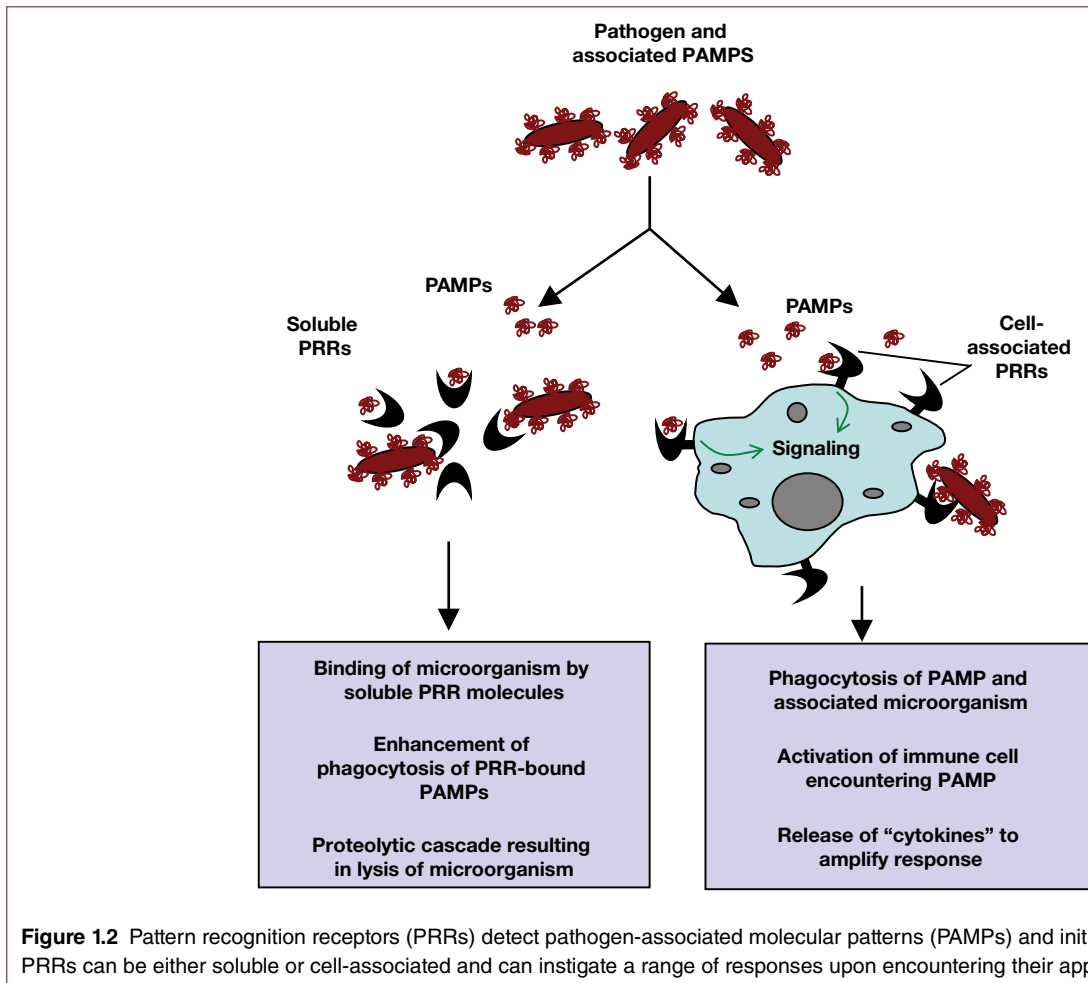 Pathogen and
associated PAMPS
PAMPs
Soluble
PRRs
PAMPs
Cell-
associated
PRRs
Signaling
Binding of microorganism by
soluble PRR molecules
Enhancement of
phagocytosis of PRR-bound
PAMPs
Proteolytic cascade resulting
in lysis of microorganism
Phagocytosis of PAMP and
associated microorganism
Activation of immune cell
encountering PAMP
Release of “cytokines” to
amplify response
Figure 1.2 Pattern recognition receptors (PRRs) detect pathogen-associated molecular patterns (PAMPs) and init
PRRs can be either soluble or cell-associated and can instigate a range of responses upon encountering their app